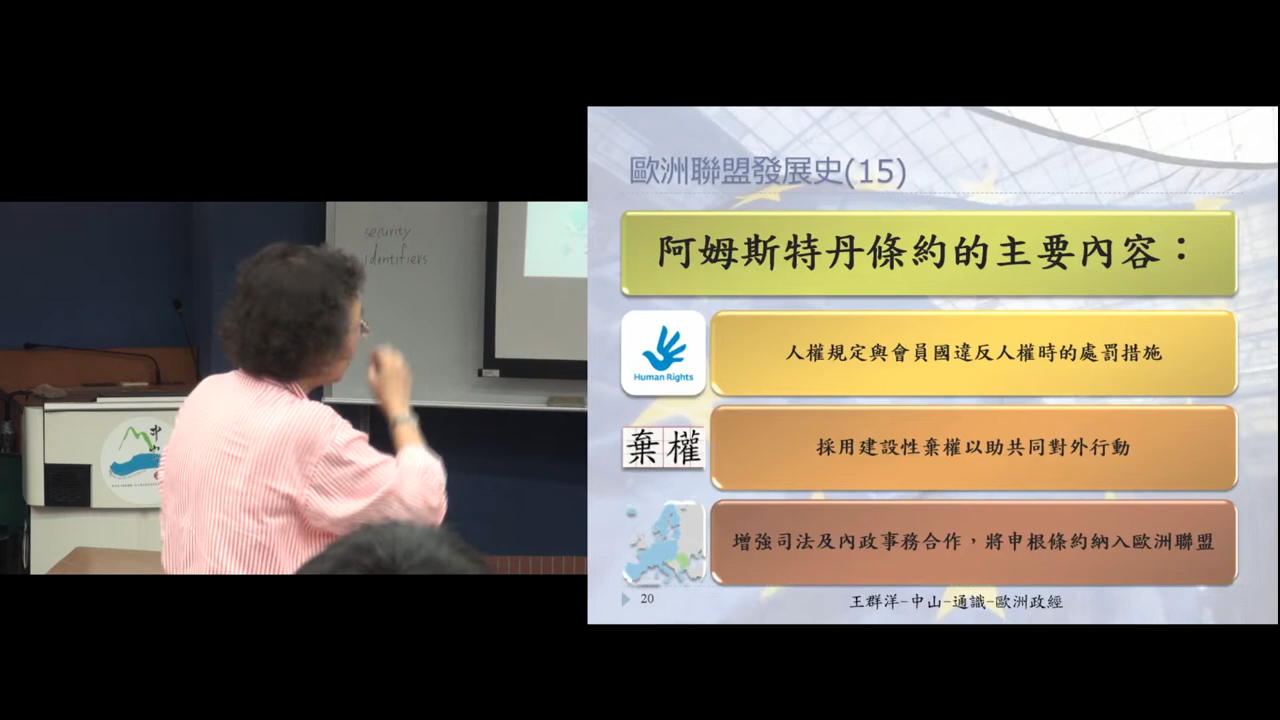 security
identifiers
中山
歐洲聯盟發展史(15)
阿姆斯特丹條約的主要內容：
Human Rights
人權規定與會員國違反人權時的處罰措施
棄權
採用建設性棄權以助共同對外行動
增強司法及內政事務合作，將申根條約納入歐洲聯盟
20
王群洋-中山-通識-歐洲政經